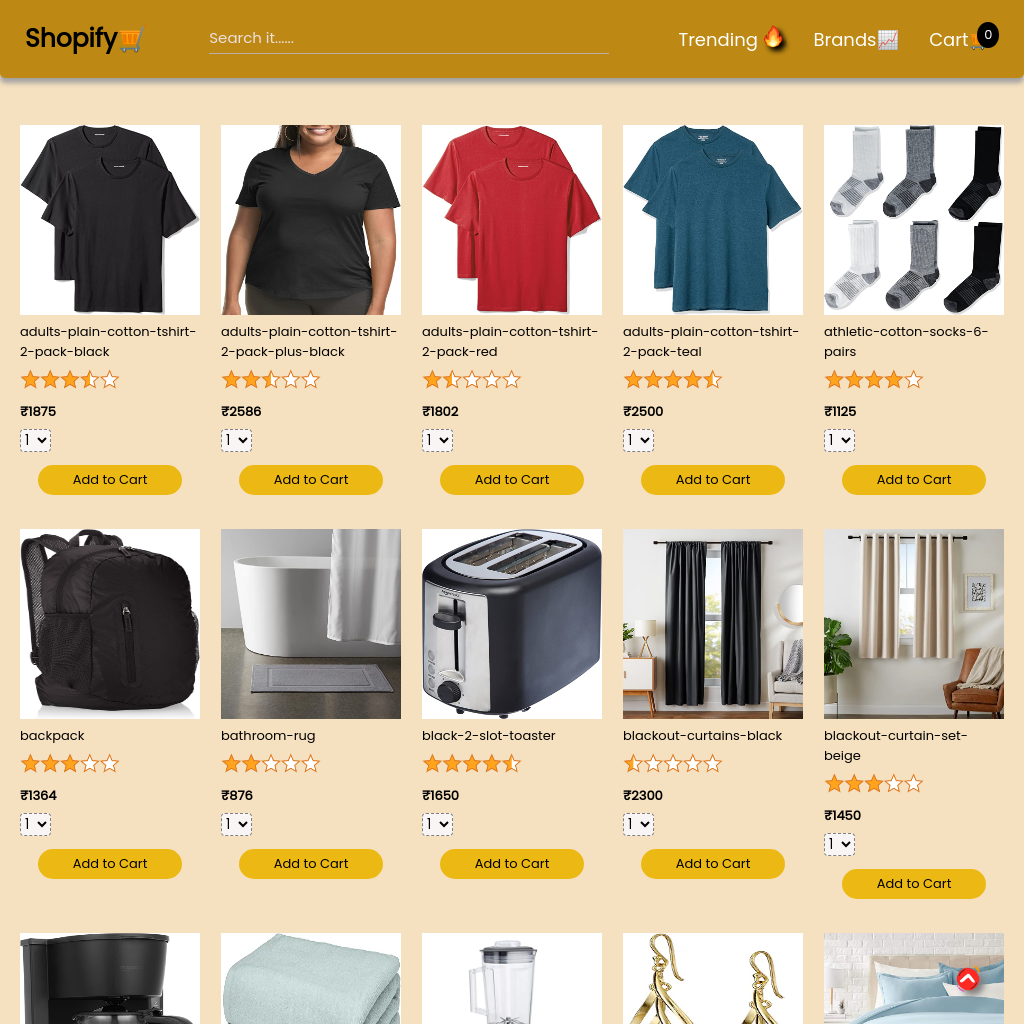 Shopify
Search it......
Trending
Brands
Cart
0
adults-plain-cotton-tshirt-
2-pack-black
₹1875
1
Add to Cart
adults-plain-cotton-tshirt-
2-pack-plus-black
₹2586
1
Add to Cart
adults-plain-cotton-tshirt-
2-pack-red
₹1802
1
Add to Cart
adults-plain-cotton-tshirt-
2-pack-teal
₹2500
1
Add to Cart
athletic-cotton-socks-6-
pairs
₹1125
1
Add to Cart
backpack
₹1364
1
Add to Cart
bathroom-rug
₹876
1
Add to Cart
black-2-slot-toaster
₹1650
1
Add to Cart
blackout-curtains-black
₹2300
1
Add to Cart
blackout-curtain-set-
beige
₹1450
1
Add to Cart